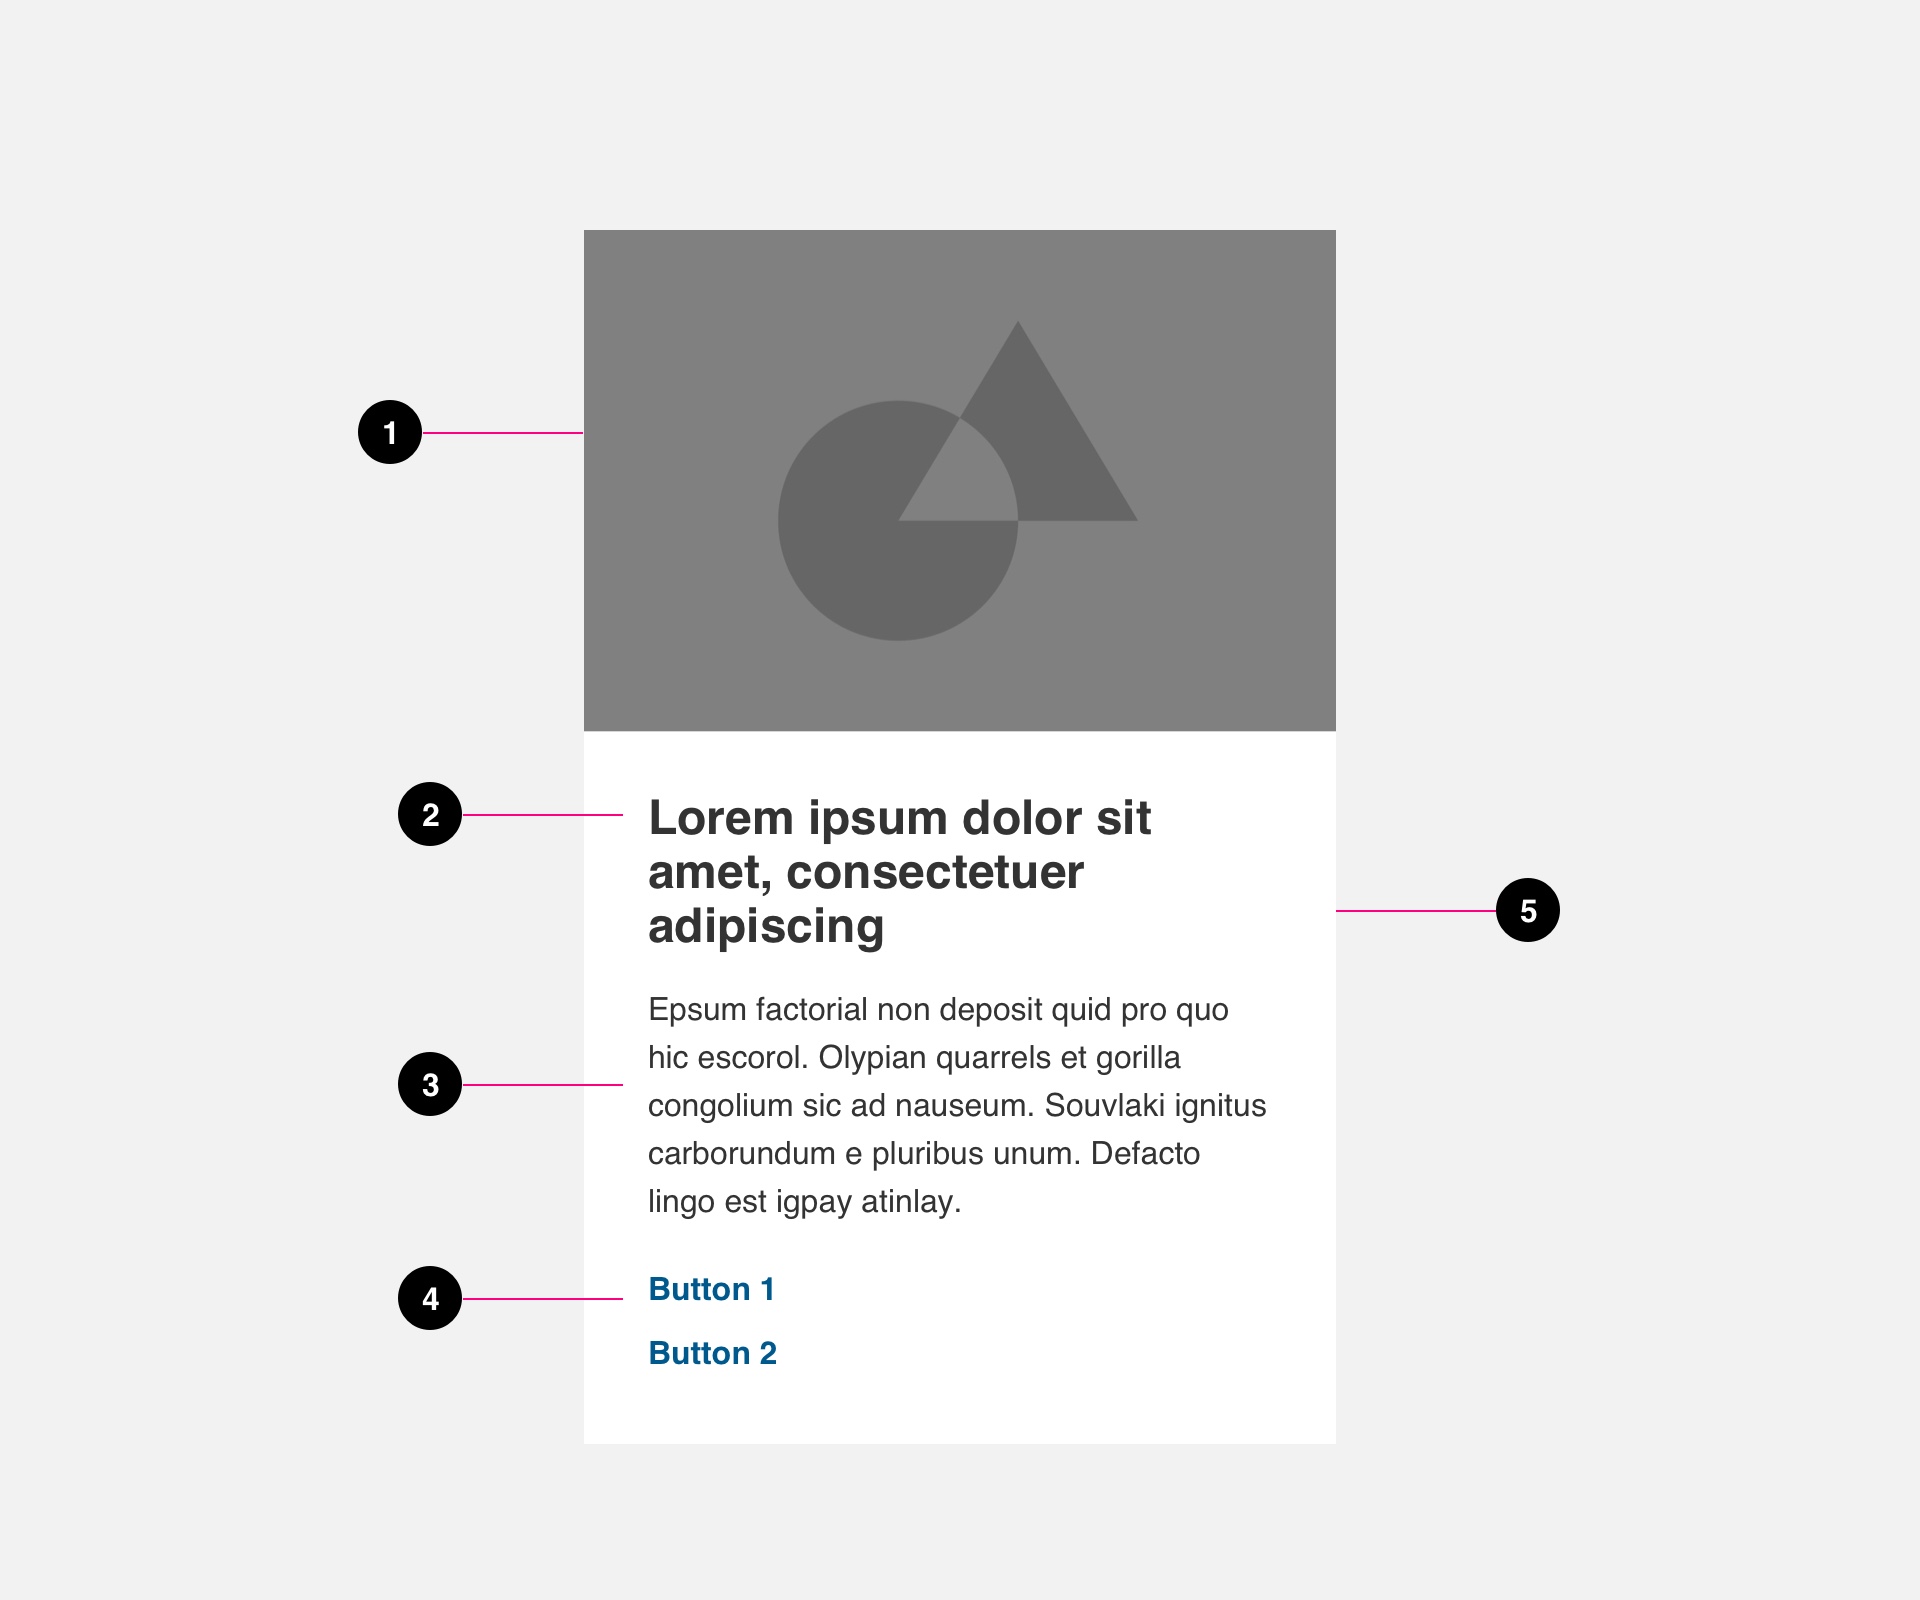 1
2
Lorem ipsum dolor sit
amet, consectetuer
adipiscing
5
3
Epsum factorial non deposit quid pro quo
hic escorol. Olypian quarrels et gorilla
congolium sic ad nauseum. Souvlaki ignitus
carborundum e pluribus unum. Defacto
lingo est igpay atinlay.
4
Button 1
Button 2